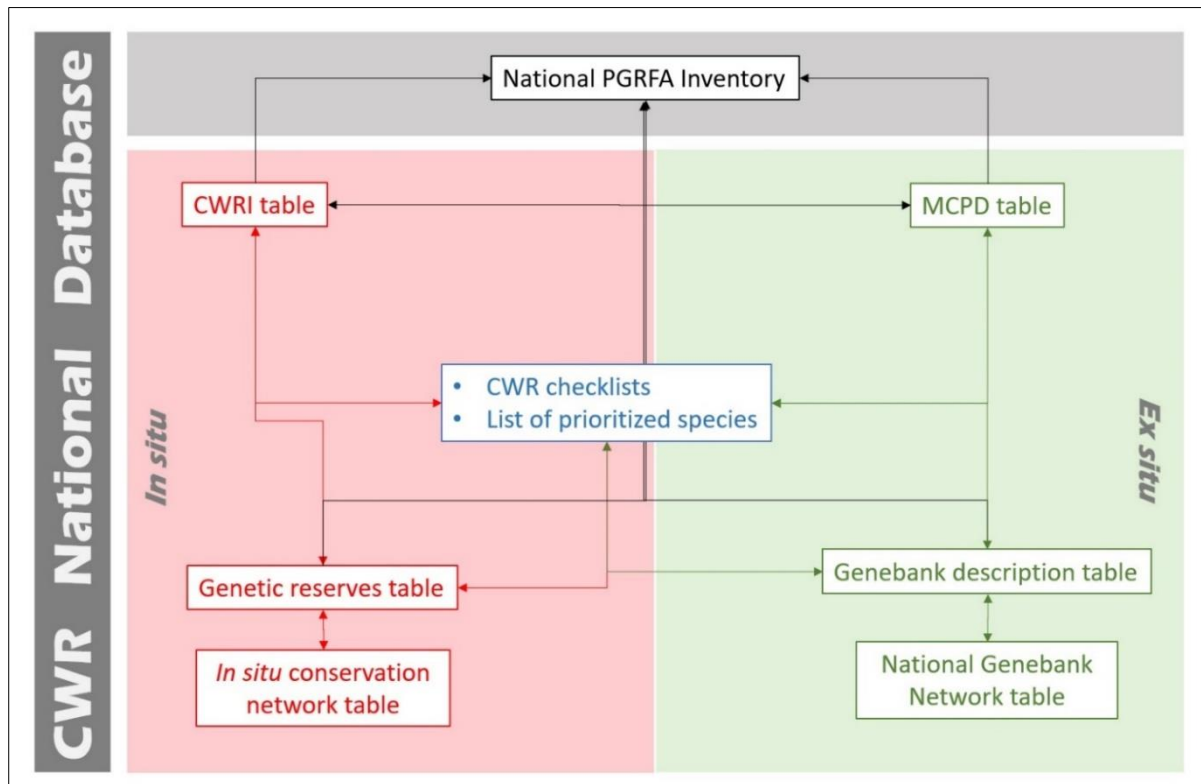 CWR National Database
National PGRFA Inventory
CWRI table
MCPD table
• CWR checklists
• List of prioritized species
In situ
Ex situ
Genetic reserves table
Genebank description table
In situ conservation
network table
National Genebank
Network table